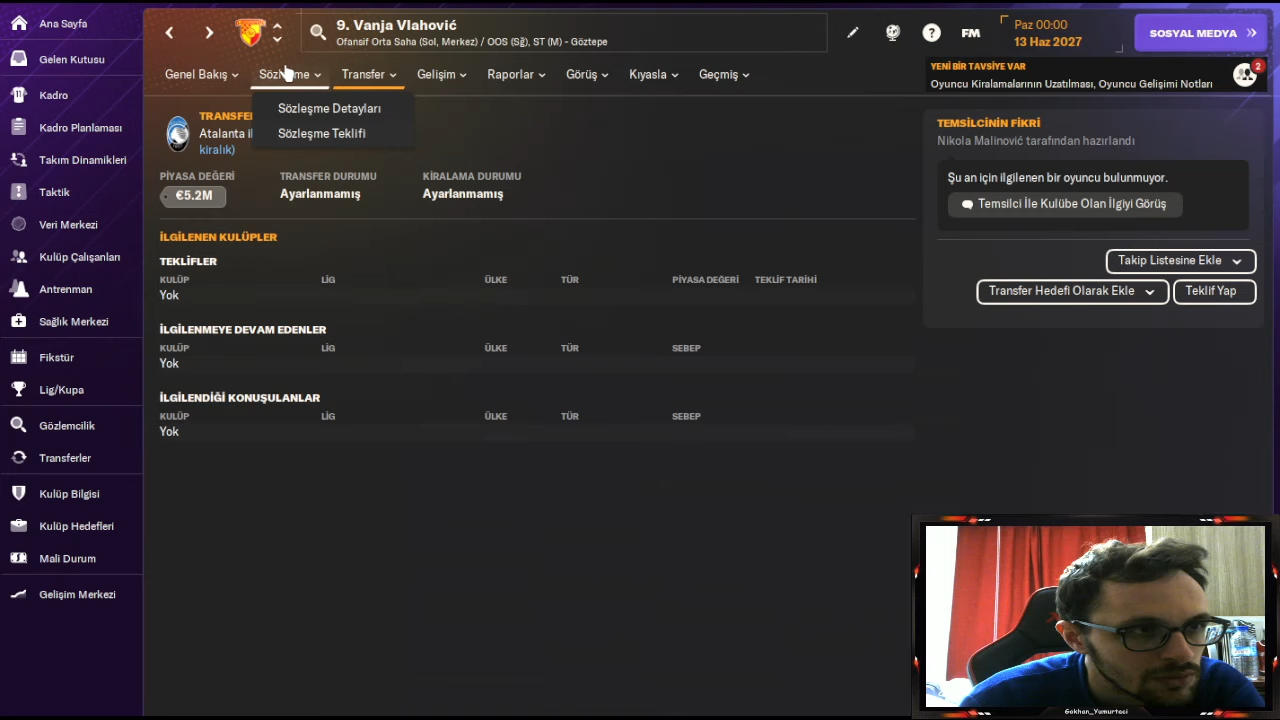 Ana Sayfa
Gelen Kutusu
Kadro
Kadro Planlaması
Takım Dinamikleri
Taktik
Veri Merkezi
Kulüp Çalışanları
Antrenman
Sağlık Merkezi
Fikstür
Lig/Kupa
Gözlemcilik
Transferler
Kulüp Bilgisi
Kulüp Hedefleri
Mali Durum
Gelişim Merkezi
9. Vanja Vlahović
Ofansif Orta Saha (Sol, Merkez) / OOS (Sğ), ST (M) - Göztepe
FM
Paz 00:00
13 Haz 2027
SOSYAL MEDYA
Genel Bakış
Transfer
Gelişim
Raporlar
Görüş
Kıyasla
Geçmiş
YENİ BİR TAVSİYE VAR
2
Oyuncu Kiralamalarının Uzatılması, Oyuncu Gelişimi Notları
Sözleşme Detayları
Sözleşme Teklifi
Atalanta
kiralık)
PİYASA DEĞERİ
TRANSFER DURUMU
KİRALAMA DURUMU
€5.2M
Ayarlanmamış
Ayarlanmamış
İLGİLENEN KULÜPLER
TEKLİFLER
KULÜP LİG ÜLKE TÜR PİYASA DEĞERİ TEKLİF TARİHİ
Yok
İLGİLENMEYE DEVAM EDENLER
KULÜP LİG ÜLKE TÜR SEBEP
Yok
İLGİLENDİĞİ KONUŞULANLAR
KULÜP LİG ÜLKE TÜR SEBEP
Yok
TEMSİLCİNİN FİKRİ
Nikola Malinović tarafından hazırlandı
Şu an için ilgilenen bir oyuncu bulunmuyor.
Temsilci İle Kulübe Olan İlgiyi Görüş
Takip Listesine Ekle
Transfer Hedefi Olarak Ekle
Teklif Yap
Gokhan_Yumurtaci